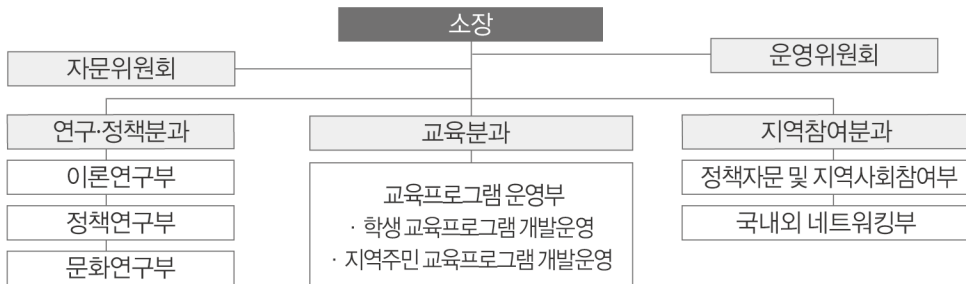 소장
자문위원회
운영위원회
연구·정책분과
이론연구부
정책연구부
문화연구부
교육분과
교육프로그램 운영부
· 학생 교육프로그램 개발운영
· 지역주민 교육프로그램 개발운영
지역참여분과
정책자문 및 지역사회참여부
국내외 네트워킹부